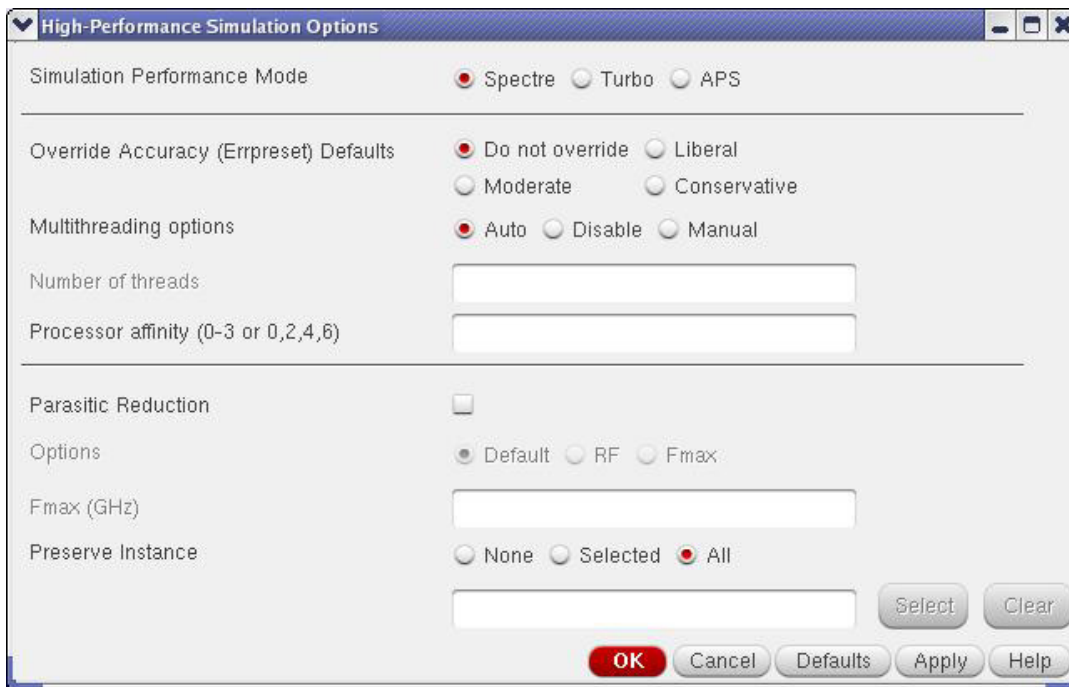 High-Performance Simulation Options
Simulation Performance Mode Spectre Turbo APS
Override Accuracy (Errpreset) Defaults Do not override Liberal
Moderate Conservative
Multithreading options Auto Disable Manual
Number of threads
Processor affinity (0-3 or 0,2,4,6)
Parasitic Reduction
Options Default RF Fmax
Fmax (GHz)
Preserve Instance None Selected All
Select Clear
OK Cancel Defaults Apply Help